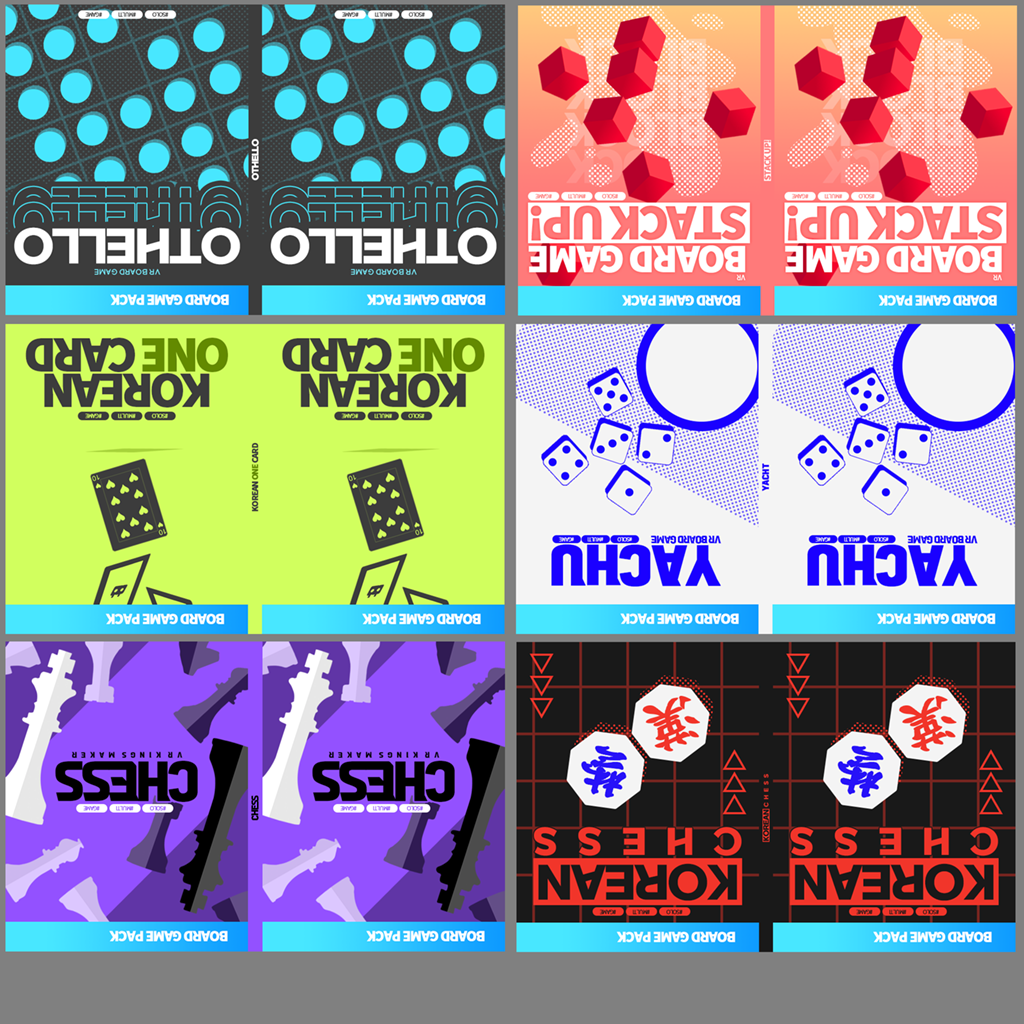 BOARD GAME PACK
VR BOARD GAME
OTHELLO
#SOLO #MULTI #GAME
OTHELLO
BOARD GAME PACK
VR BOARD GAME
OTHELLO
#SOLO #MULTI #GAME
BOARD GAME PACK
VR
BOARD GAME
STACK UP!
#SOLO #MULTI #GAME
STACK UP!
BOARD GAME PACK
VR
BOARD GAME
STACK UP!
#SOLO #MULTI #GAME
BOARD GAME PACK
10
10
#SOLO #MULTI #GAME
KOREAN
ONE CARD
KOREAN ONE CARD
BOARD GAME PACK
10
10
#SOLO #MULTI #GAME
KOREAN
ONE CARD
BOARD GAME PACK
YACHU
VR BOARD GAME #SOLO #MULTI #GAME
YACHT
BOARD GAME PACK
YACHU
VR BOARD GAME #SOLO #MULTI #GAME
BOARD GAME PACK
#SOLO #MULTI #GAME
CHESS
VR KINGS MAKER
CHESS
BOARD GAME PACK
#SOLO #MULTI #GAME
CHESS
VR KINGS MAKER
BOARD GAME PACK
#SOLO #MULTI #GAME
KOREAN
CHESS
KOREAN CHESS
BOARD GAME PACK
#SOLO #MULTI #GAME
KOREAN
CHESS